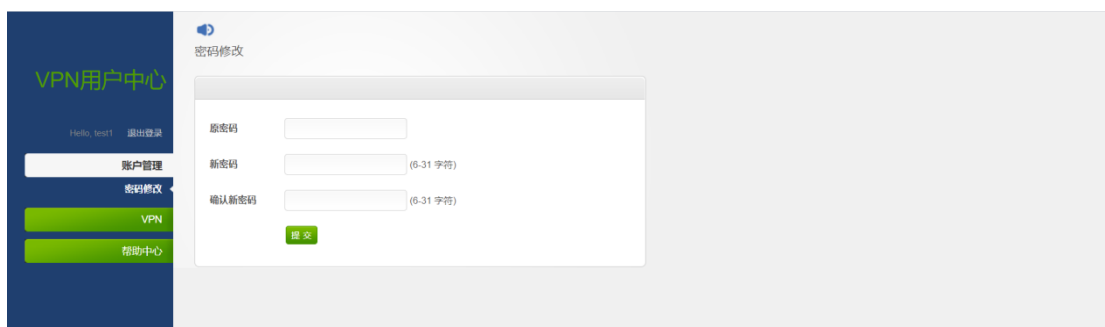 密码修改
VPN用户中心
Hello, test1 退出登录
账户管理
密码修改
VPN
帮助中心
原密码
新密码 (6-31 字符)
确认新密码 (6-31 字符)
提 交